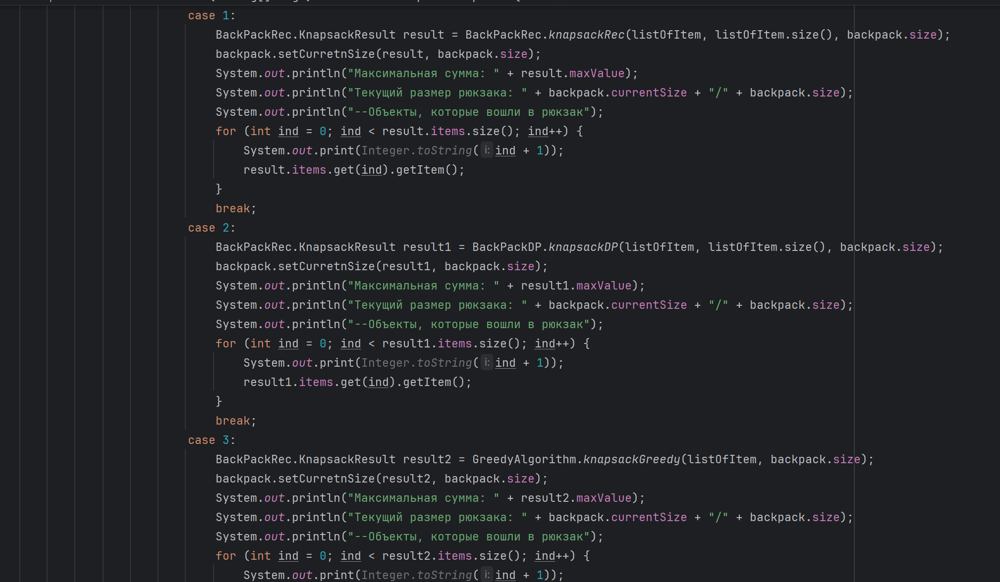 case 1:
BackPackRec.KnapsackResult result = BackPackRec.knapsackRec(listOfItem, listOfItem.size(), backpack.size);
backpack.setCurretnSize(result, backpack.size);
System.out.println("Максимальная сумма: " + result.maxValue);
System.out.println("Текущий размер рюкзака: " + backpack.currentSize + "/" + backpack.size);
System.out.println("--Объекты, которые вошли в рюкзак");
for (int ind = 0; ind < result.items.size(); ind++) {
System.out.print(Integer.toString(i: ind + 1));
result.items.get(ind).getItem();
}
break;
case 2:
BackPackRec.KnapsackResult result1 = BackPackDP.knapsackDP(listOfItem, listOfItem.size(), backpack.size);
backpack.setCurretnSize(result1, backpack.size);
System.out.println("Максимальная сумма: " + result1.maxValue);
System.out.println("Текущий размер рюкзака: " + backpack.currentSize + "/" + backpack.size);
System.out.println("--Объекты, которые вошли в рюкзак");
for (int ind = 0; ind < result1.items.size(); ind++) {
System.out.print(Integer.toString(i: ind + 1));
result1.items.get(ind).getItem();
}
break;
case 3:
BackPackRec.KnapsackResult result2 = GreedyAlgorithm.knapsackGreedy(listOfItem, backpack.size);
backpack.setCurretnSize(result2, backpack.size);
System.out.println("Максимальная сумма: " + result2.maxValue);
System.out.println("Текущий размер рюкзака: " + backpack.currentSize + "/" + backpack.size);
System.out.println("--Объекты, которые вошли в рюкзак");
for (int ind = 0; ind < result2.items.size(); ind++) {
System.out.print(Integer.toString(i: ind + 1));